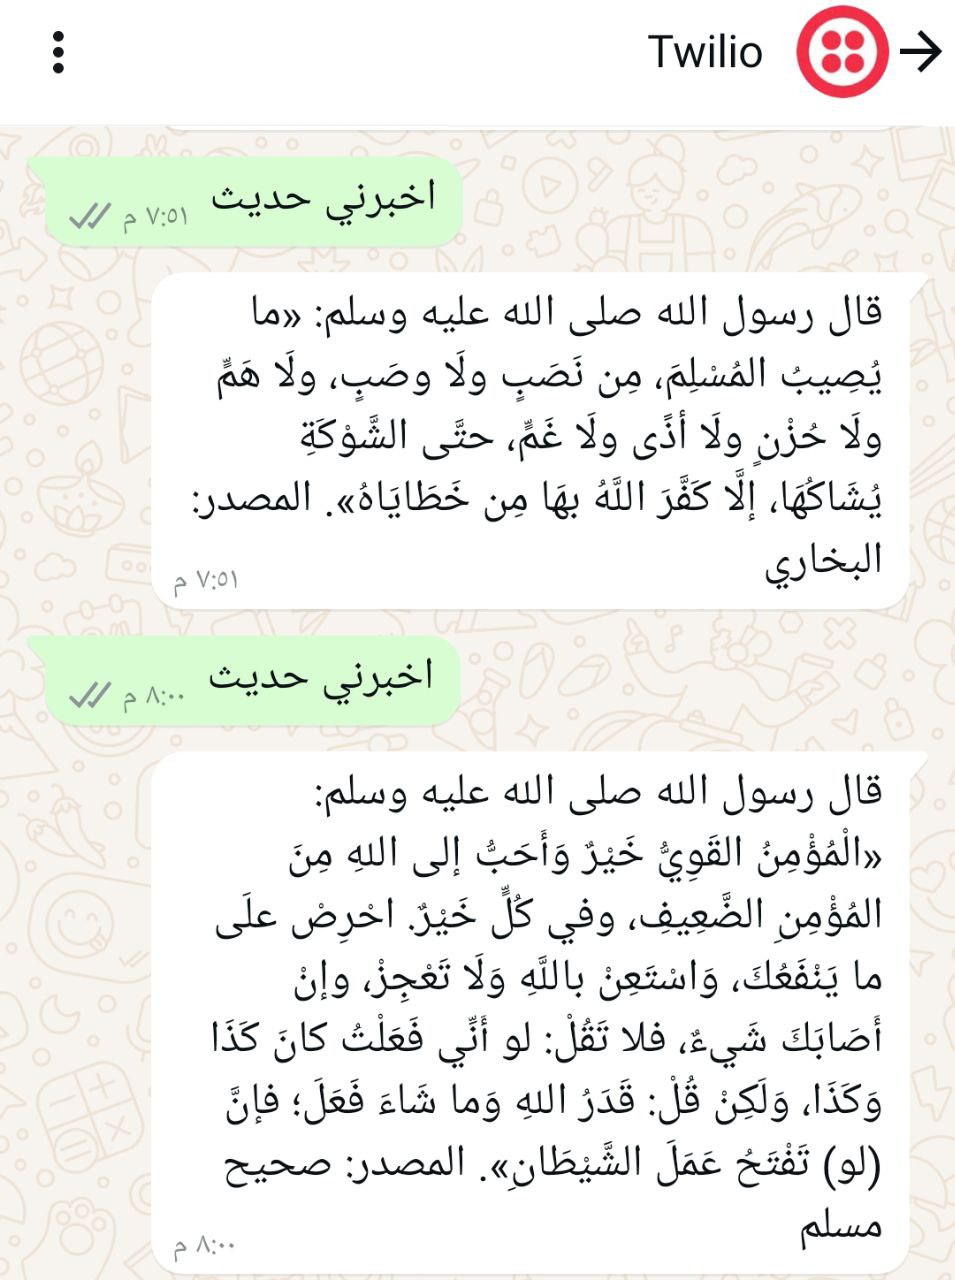 Twilio
اخبرني حديث
٧:٥١ م
قال رسول الله صلى الله عليه وسلم: «ما
يُصِيبُ المُسْلِمَ، مِن نَصَبٍ ولَا وصَبٍ، ولَا هَمٍّ
ولَا حُزْنٍ ولَا أذًى ولَا غَمٍّ، حتَّى الشَّوْكَةِ
يُشَاكُهَا، إلَّا كَفَّرَ اللَّهُ بهَا مِن خَطَايَاهُ». المصدر:
البخاري
٧:٥١ م
اخبرني حديث
٨:٠٠ م
قال رسول الله صلى الله عليه وسلم:
«الْمُؤْمِنُ القَوِيُّ خَيْرٌ وَأَحَبُّ إلى اللهِ مِنَ
المُؤْمِنِ الضَّعِيفِ، وفي كُلٍّ خَيْرٌ. احْرِصْ علَى
ما يَنْفَعُكَ، وَاسْتَعِنْ باللَّهِ وَلَا تَعْجِزْ، وإنْ
أَصَابَكَ شَيءٌ، فلا تَقُلْ: لو أَنِّي فَعَلْتُ كانَ كَذَا
وَكَذَا، وَلَكِنْ قُلْ: قَدَرُ اللهِ وَما شَاءَ فَعَلَ؛ فإنَّ
(لو) تَفْتَحُ عَمَلَ الشَّيْطَانِ». المصدر: صحيح
مسلم
٨:٠٠ م